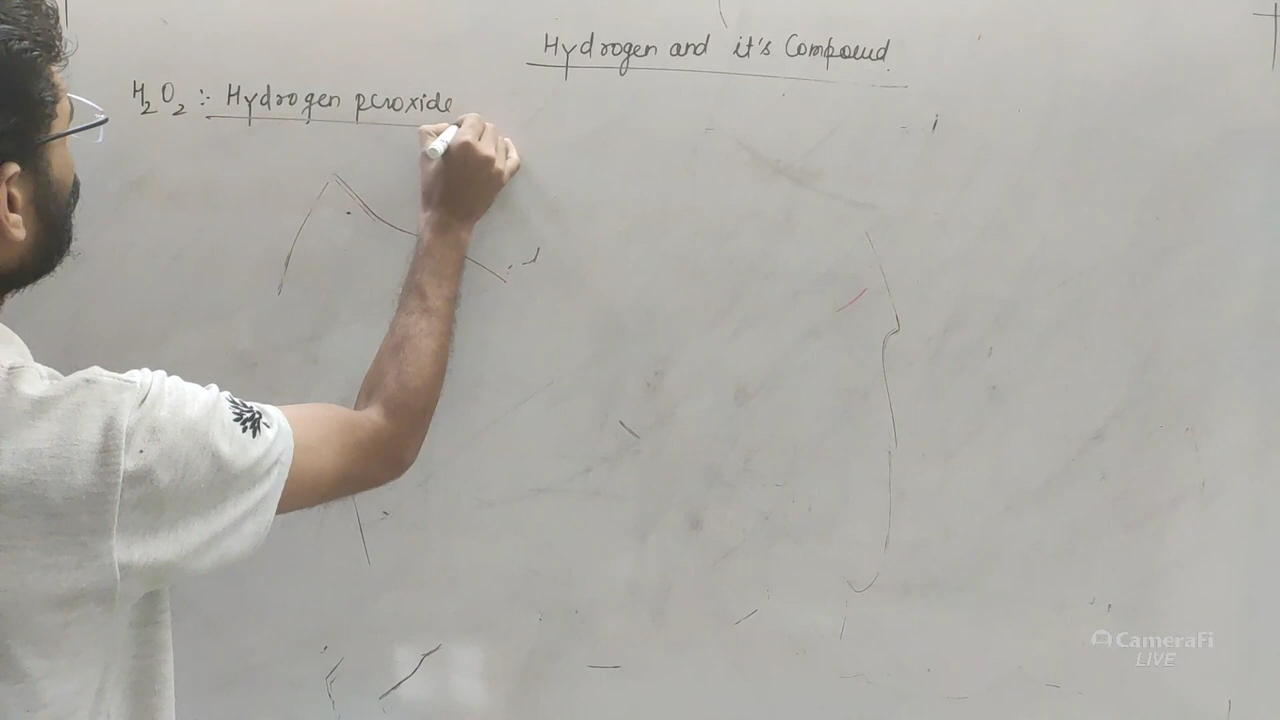 Hydrogen and it's Compound.
H₂O₂ :- Hydrogen peroxide
CameraFi
LIVE